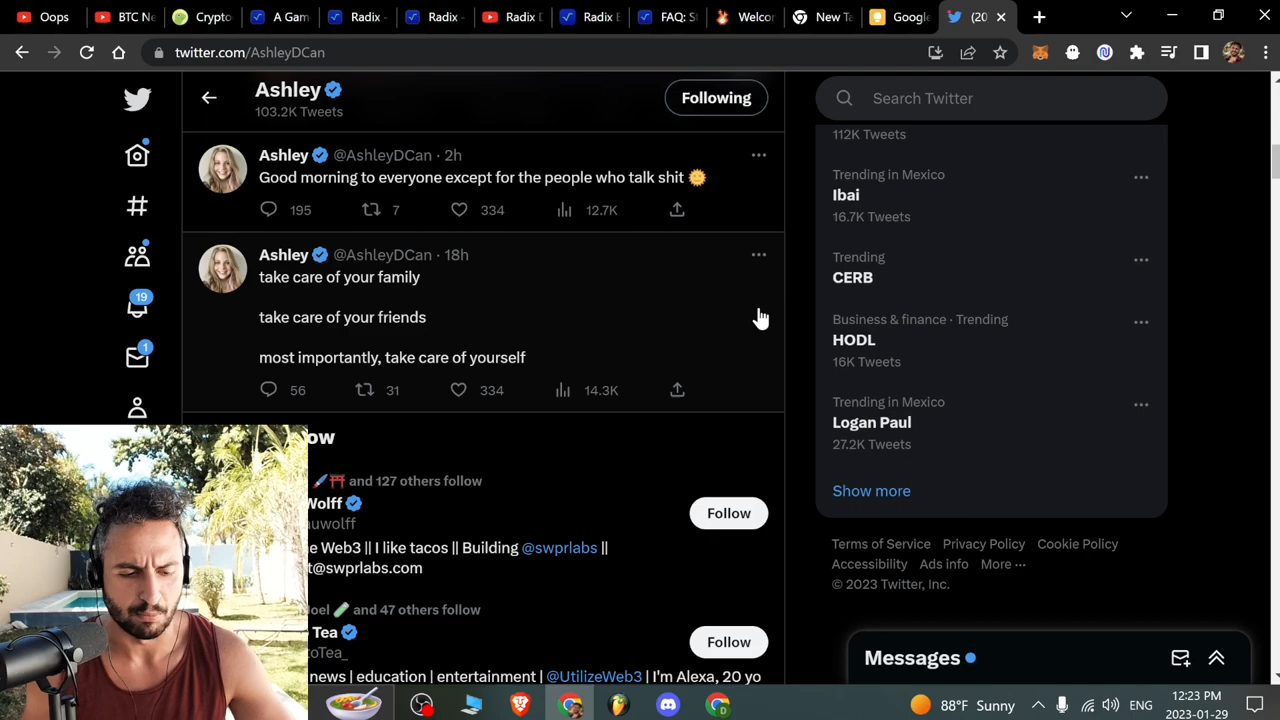 Oops
BTC Ne
Crypto
A Gam
Radix -
Radix -
Radix D
Radix E
FAQ: S
Welcor
New Ta
Google
(20
twitter.com/AshleyDCan
Ashley
103.2K Tweets
Following
Ashley @AshleyDCan · 2h
Good morning to everyone except for the people who talk shit 🌞
195 7 334 12.7K
Ashley @AshleyDCan · 18h
take care of your family
take care of your friends
most importantly, take care of yourself
56 31 334 14.3K
ow
and 127 others follow
Wolff
uwolff
Follow
e Web3 || I like tacos || Building @swprlabs ||
t@swprlabs.com
oel and 47 others follow
Tea
toTea_
Follow
news | education | entertainment | @UtilizeWeb3 | I'm Alexa, 20 yo
19
1
Search Twitter
112K Tweets
Trending in Mexico
Ibai
16.7K Tweets
Trending
CERB
Business & finance · Trending
HODL
16K Tweets
Trending in Mexico
Logan Paul
27.2K Tweets
Show more
Terms of Service Privacy Policy Cookie Policy
Accessibility Ads info More ···
© 2023 Twitter, Inc.
Messages
88°F Sunny
ENG
12:23 PM
2023-01-29